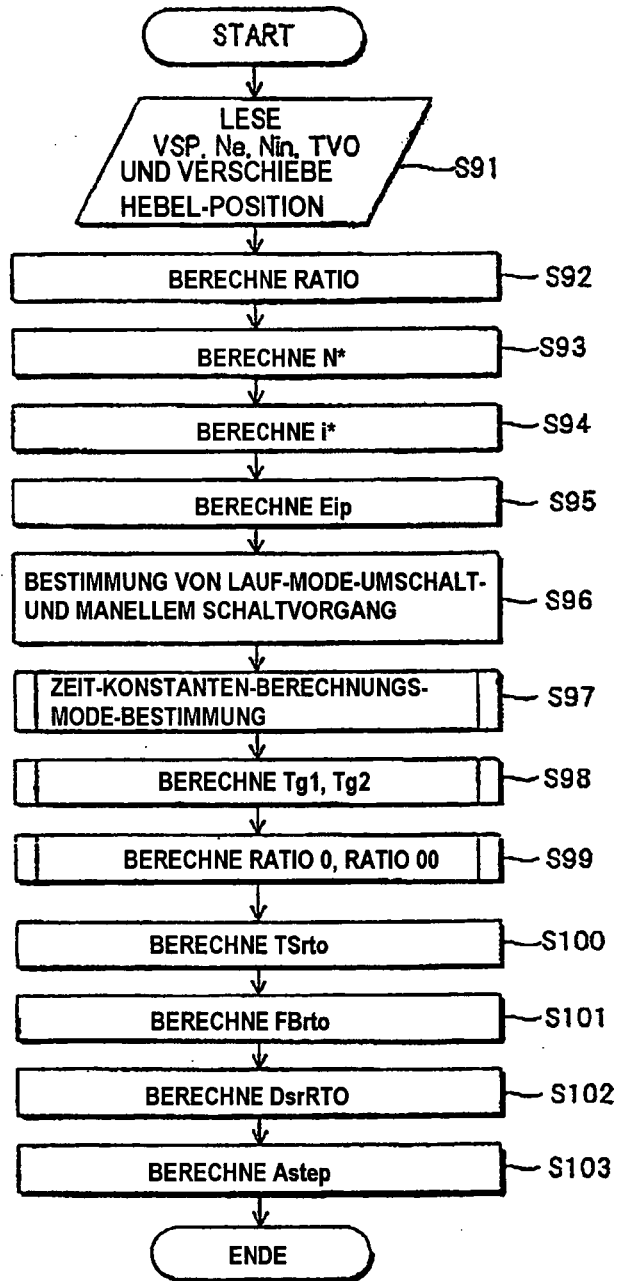 START
LESE
VSP, Ne, Nin, TVO
UND VERSCHIEBE
HEBEL-POSITION
S91
BERECHNE RATIO
S92
BERECHNE N*
S93
BERECHNE i*
S94
BERECHNE Eip
S95
BESTIMMUNG VON LAUF-MODE-UMSCHALT-
UND MANELLEM SCHALTVORGANG
S96
ZEIT-KONSTANTEN-BERECHNUNGS-
MODE-BESTIMMUNG
S97
BERECHNE Tg1, Tg2
S98
BERECHNE RATIO 0, RATIO 00
S99
BERECHNE TSrto
S100
BERECHNE FBrto
S101
BERECHNE DsrRTO
S102
BERECHNE Astep
S103
ENDE